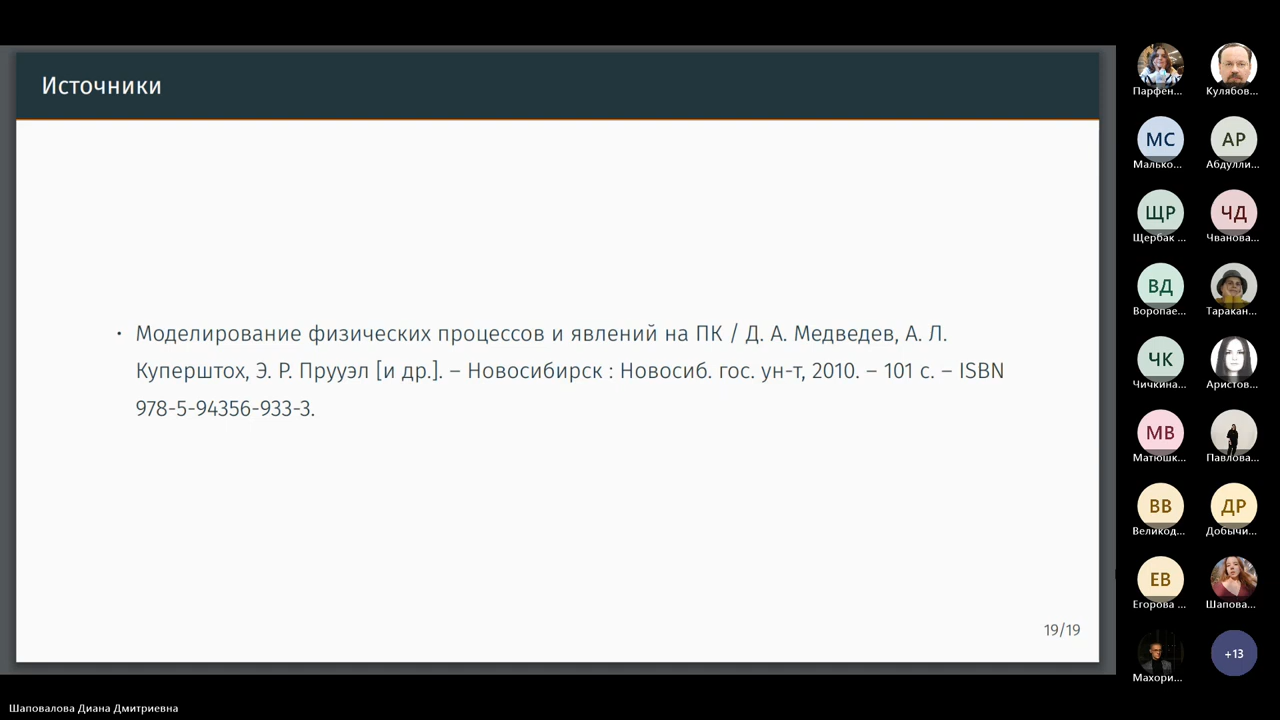 Источники
• Моделирование физических процессов и явлений на ПК / Д. А. Медведев, А. Л.
Куперштох, Э. Р. Прууэл [и др.]. – Новосибирск : Новосиб. гос. ун-т, 2010. – 101 с. – ISBN
978-5-94356-933-3.
19/19
Парфен...
Кулябов...
МС
АР
Малько...
Абдулли...
ЩР
ЧД
Щербак ...
Чванова...
ВД
Воропае...
Таракан...
ЧК
Чичкина...
Аристов...
МВ
Матюшк...
Павлова...
ВВ
ДР
Великод...
Добычи...
ЕВ
Егорова ...
Шапова...
Махори...
+13
Шаповалова Диана Дмитриевна